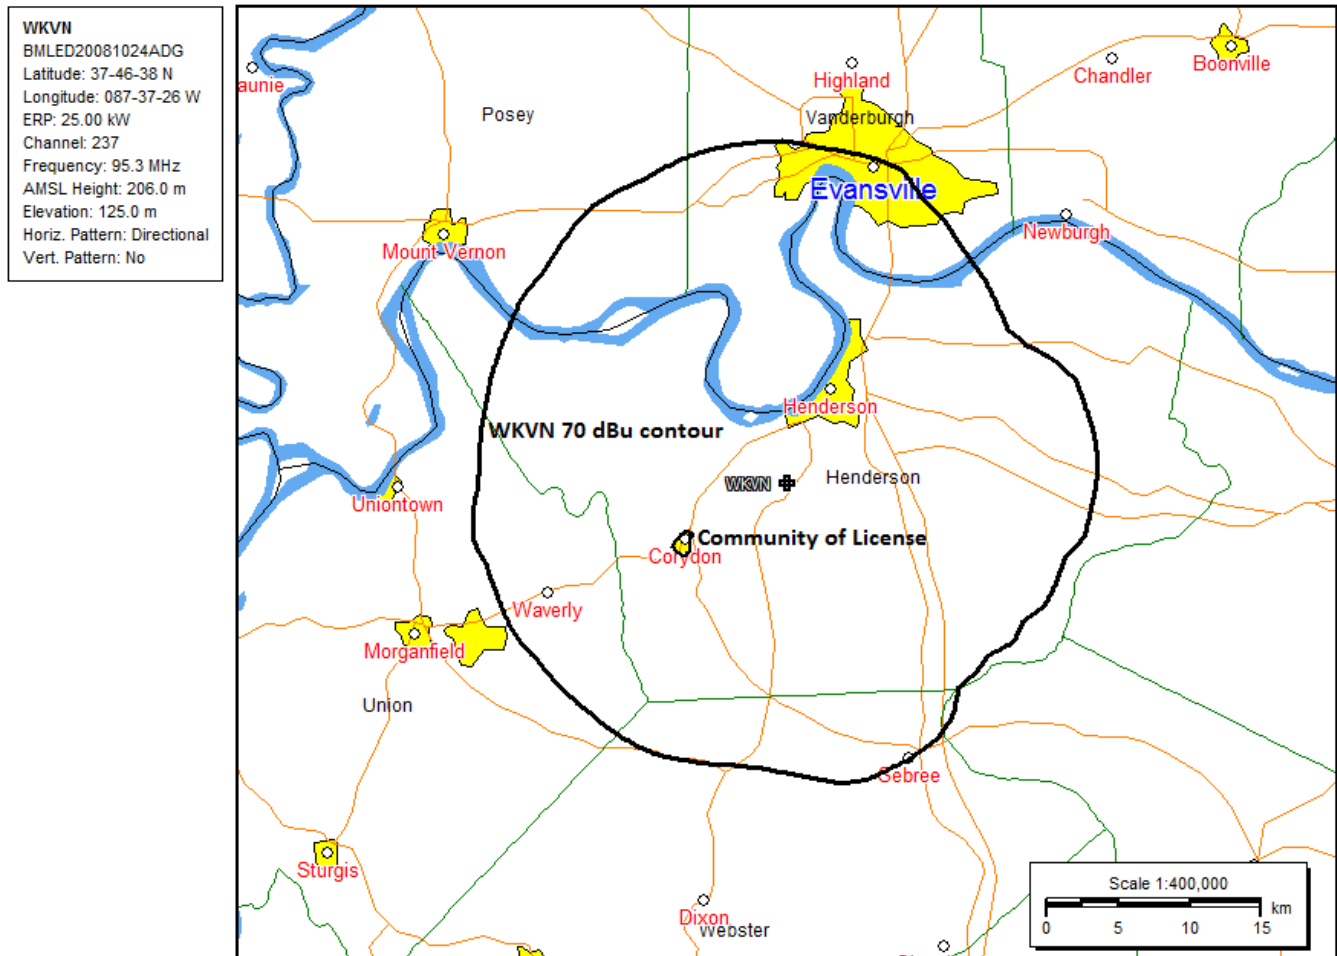 WKVN
BMLED20081024ADG
Latitude: 37-46-38 N
Longitude: 087-37-26 W
ERP: 25.00 kW
Channel: 237
Frequency: 95.3 MHz
AMSL Height: 206.0 m
Elevation: 125.0 m
Horiz. Pattern: Directional
Vert. Pattern: No
aunie
Highland
Chandler
Boonville
Posey
Vanderburgh
Evansville
Newburgh
Mount Vernon
Henderson
WKVN 70 dBu contour
WKVN
Henderson
Uniontown
Community of License
Corydon
Waverly
Morganfield
Union
Sebree
Sturgis
Dixon
Webster
Scale 1:400,000
0 5 10 15 km